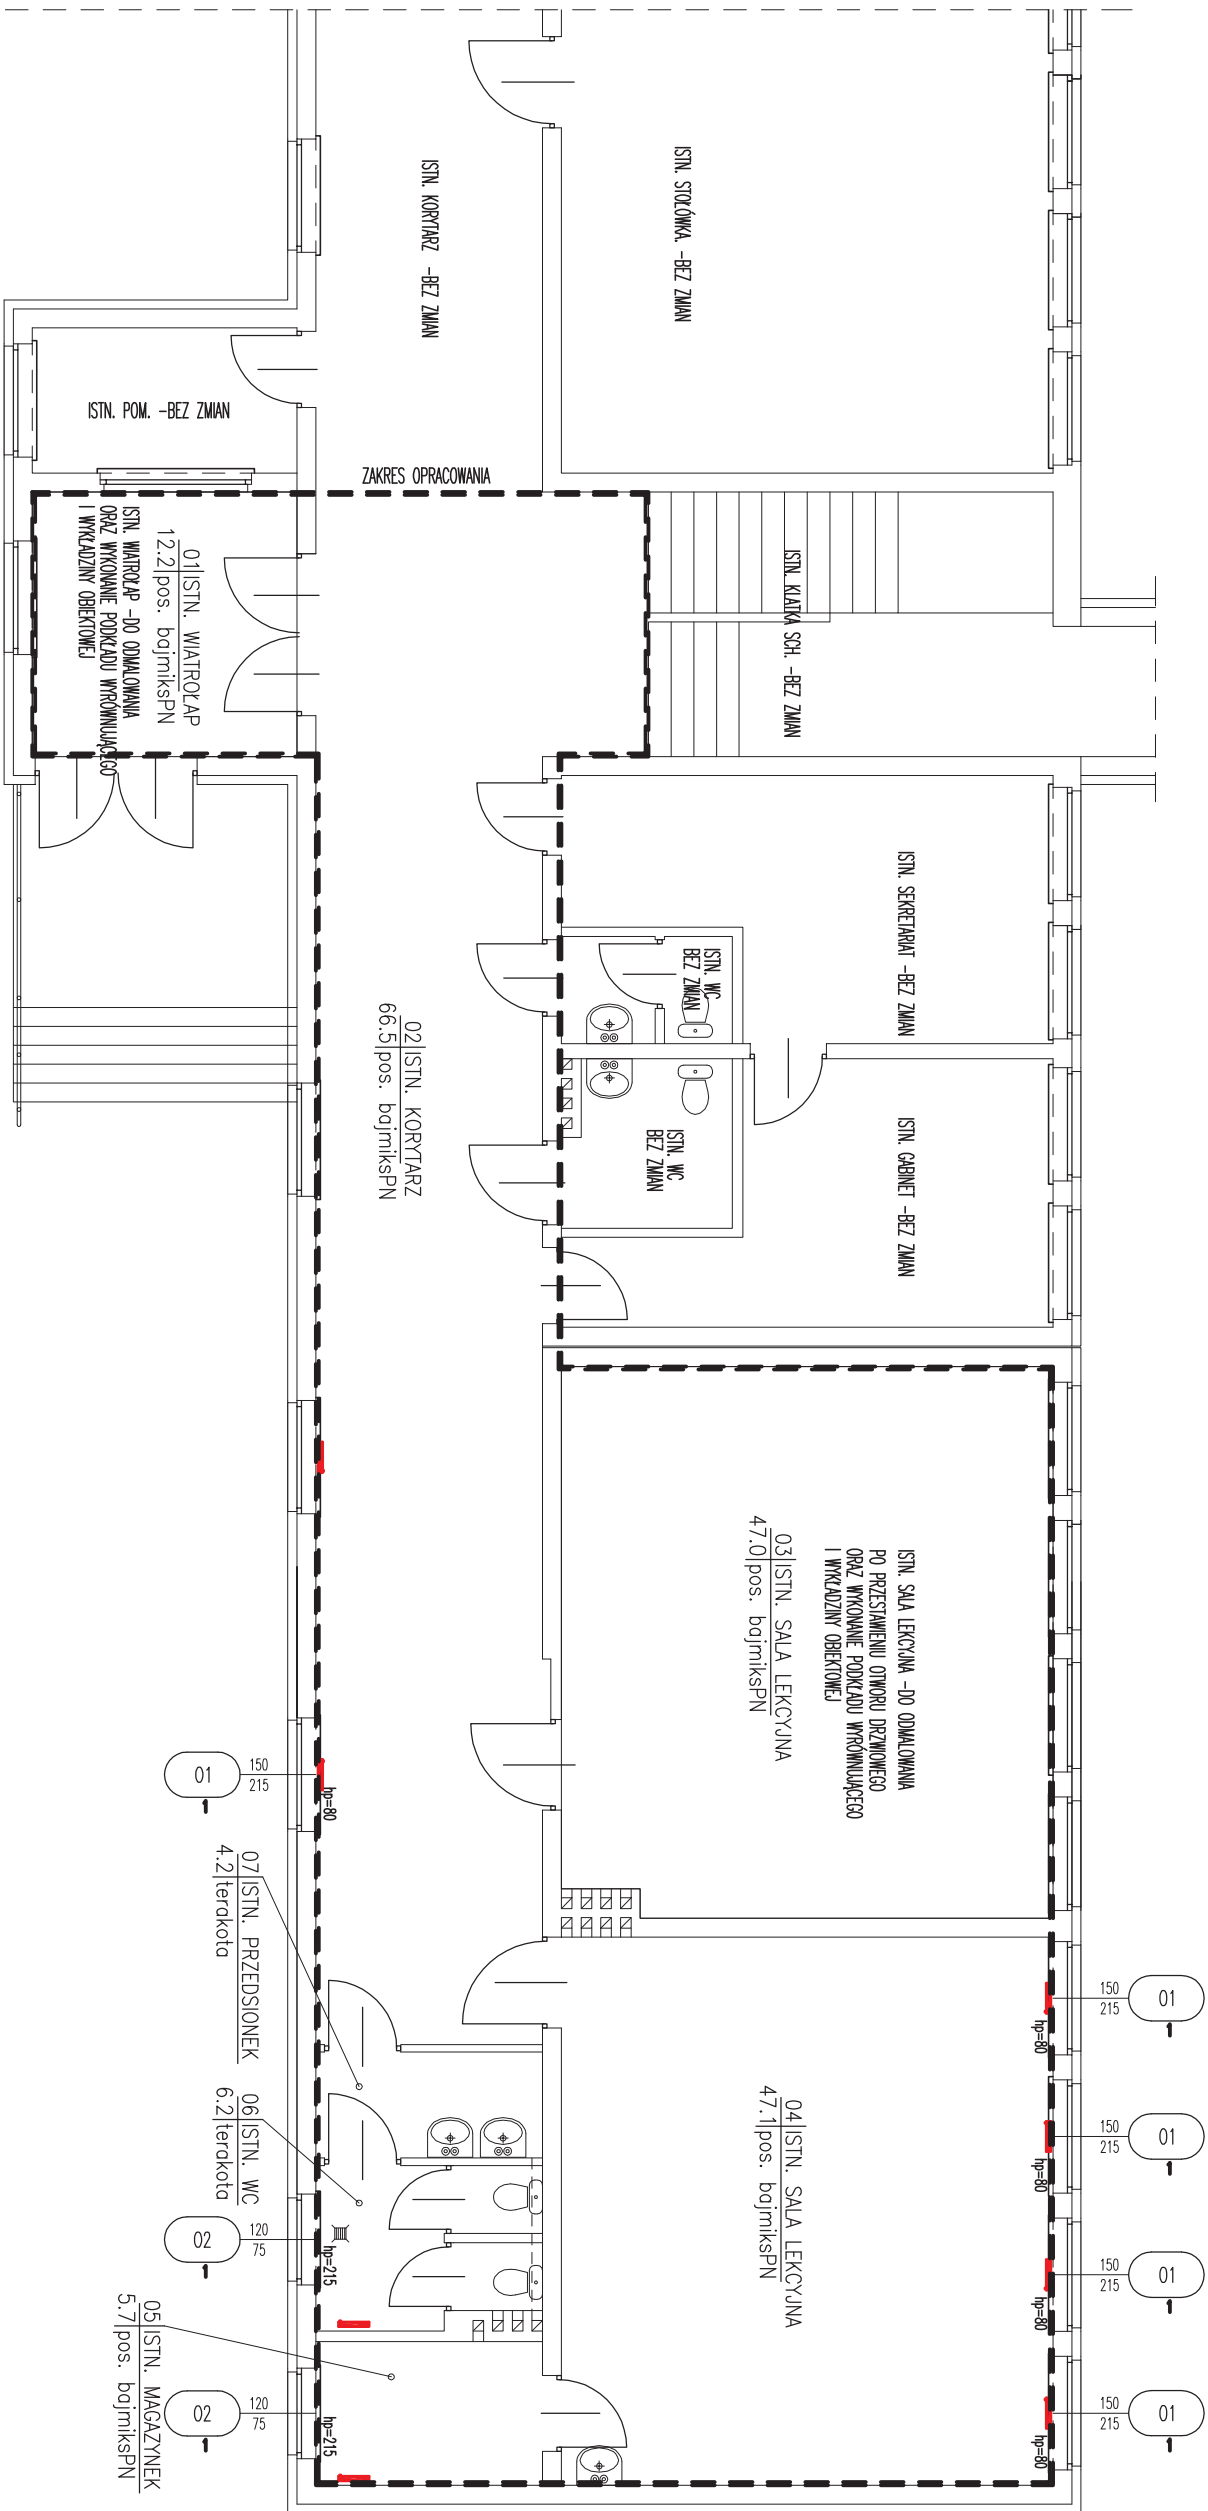 ISTN. STOŁÓWKA. -BEZ ZMIAN
ISTN. KORYTARZ -BEZ ZMIAN
ISTN. POM. -BEZ ZMIAN
ZAKRES OPRACOWANIA
01 ISTN. WIATROŁAP
12.2 pos. bajmiksPN
ISTN. WIATROŁAP -DO ODMALOWANIA
ORAZ WYKONANIE PODKŁADU WYRÓWNUJĄCEGO
I WYKŁADZINY OBIEKTOWEJ
ISTN. KLATKA SCH. -BEZ ZMIAN
ISTN. SEKRETARIAT -BEZ ZMIAN
ISTN. WC
BEZ ZMIAN
ISTN. WC
BEZ ZMIAN
ISTN. GABINET -BEZ ZMIAN
02 ISTN. KORYTARZ
66.5 pos. bajmiksPN
ISTN. SALA LEKCYJNA -DO ODMALOWANIA
PO PRZESTAWIENIU OTWORU DRZWIOWEGO
ORAZ WYKONANIE PODKŁADU WYRÓWNUJĄCEGO
I WYKŁADZINY OBIEKTOWEJ
03 ISTN. SALA LEKCYJNA
47.0 pos. bajmiksPN
01
1
150
215
hp=80
07 ISTN. PRZEDSIONEK
4.2 terakota
01
1
150
215
hp=80
01
1
150
215
hp=80
01
1
150
215
hp=80
01
1
150
215
hp=80
04 ISTN. SALA LEKCYJNA
47.1 pos. bajmiksPN
06 ISTN. WC
6.2 terakota
02
1
120
75
hp=215
05 ISTN. MAGAZYNEK
5.7 pos. bajmiksPN
02
1
120
75
hp=215